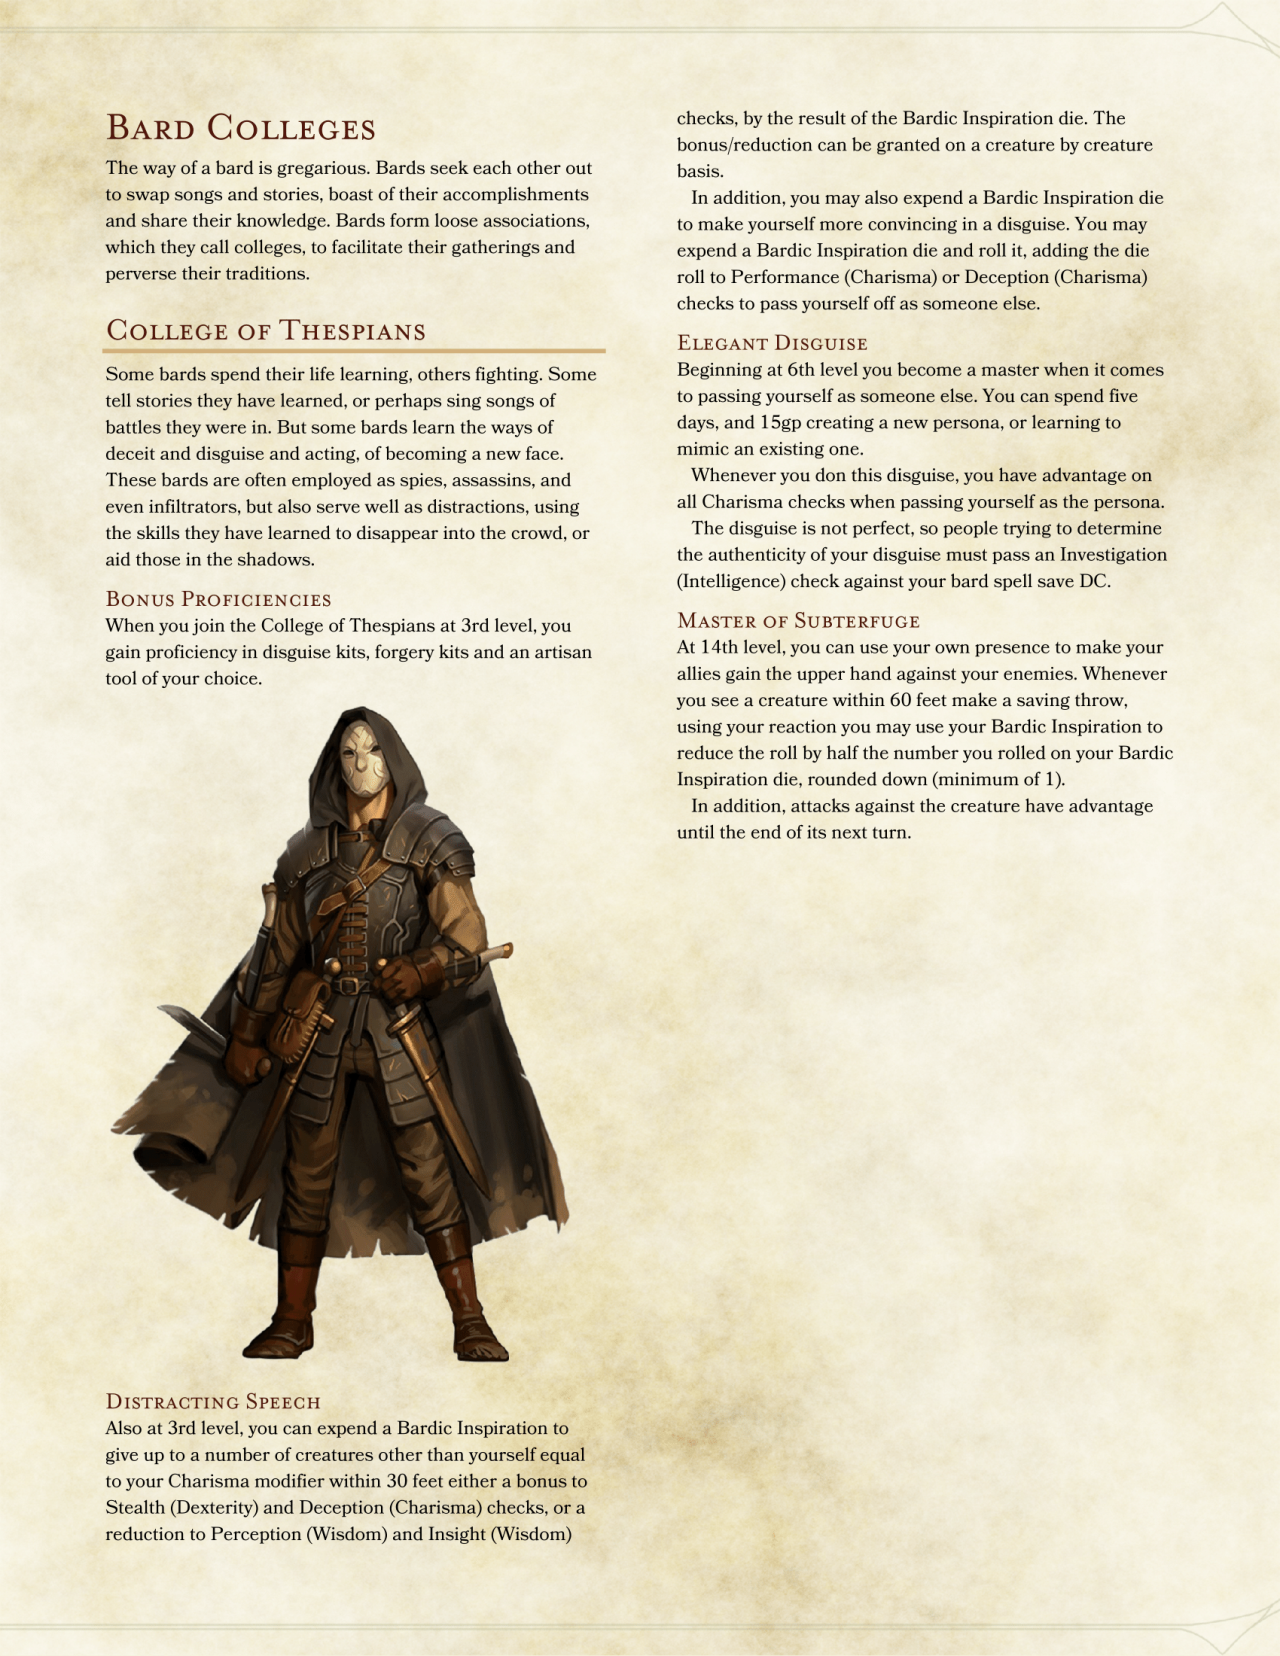 Bard Colleges
The way of a bard is gregarious. Bards seek each other out
to swap songs and stories, boast of their accomplishments
and share their knowledge. Bards form loose associations,
which they call colleges, to facilitate their gatherings and
perverse their traditions.
College of Thespians
Some bards spend their life learning, others fighting. Some
tell stories they have learned, or perhaps sing songs of
battles they were in. But some bards learn the ways of
deceit and disguise and acting, of becoming a new face.
These bards are often employed as spies, assassins, and
even infiltrators, but also serve well as distractions, using
the skills they have learned to disappear into the crowd, or
aid those in the shadows.
Bonus Proficiencies
When you join the College of Thespians at 3rd level, you
gain proficiency in disguise kits, forgery kits and an artisan
tool of your choice.
Distracting Speech
Also at 3rd level, you can expend a Bardic Inspiration to
give up to a number of creatures other than yourself equal
to your Charisma modifier within 30 feet either a bonus to
Stealth (Dexterity) and Deception (Charisma) checks, or a
reduction to Perception (Wisdom) and Insight (Wisdom)
checks, by the result of the Bardic Inspiration die. The
bonus/reduction can be granted on a creature by creature
basis.
In addition, you may also expend a Bardic Inspiration die
to make yourself more convincing in a disguise. You may
expend a Bardic Inspiration die and roll it, adding the die
roll to Performance (Charisma) or Deception (Charisma)
checks to pass yourself off as someone else.
Elegant Disguise
Beginning at 6th level you become a master when it comes
to passing yourself as someone else. You can spend five
days, and 15gp creating a new persona, or learning to
mimic an existing one.
Whenever you don this disguise, you have advantage on
all Charisma checks when passing yourself as the persona.
The disguise is not perfect, so people trying to determine
the authenticity of your disguise must pass an Investigation
(Intelligence) check against your bard spell save DC.
Master of Subterfuge
At 14th level, you can use your own presence to make your
allies gain the upper hand against your enemies. Whenever
you see a creature within 60 feet make a saving throw,
using your reaction you may use your Bardic Inspiration to
reduce the roll by half the number you rolled on your Bardic
Inspiration die, rounded down (minimum of 1).
In addition, attacks against the creature have advantage
until the end of its next turn.